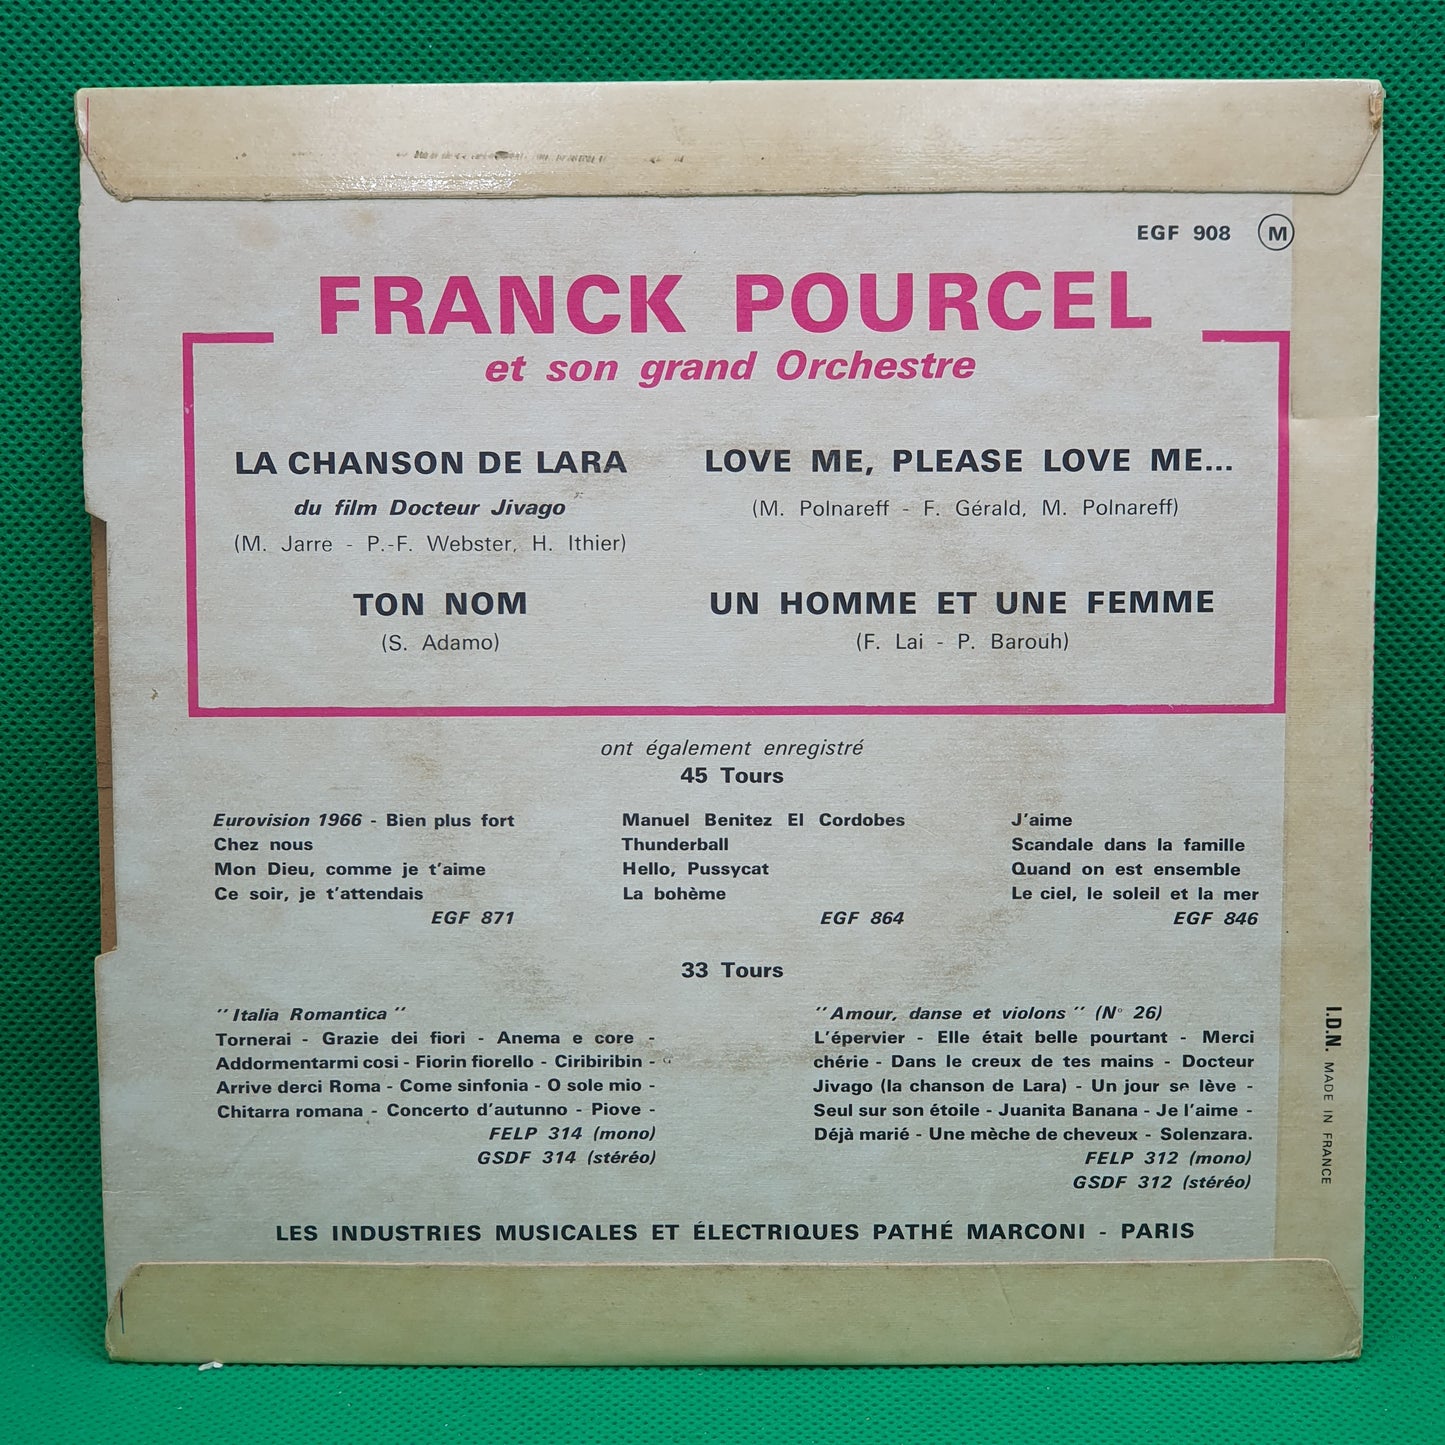 EGF 908 M
FRANCK POURCEL
et son grand Orchestre
LA CHANSON DE LARA
du film Docteur Jivago
(M. Jarre - P.-F. Webster, H. Ithier)
TON NOM
(S. Adamo)
LOVE ME, PLEASE LOVE ME...
(M. Polnareff - F. Gérald, M. Polnareff)
UN HOMME ET UNE FEMME
(F. Lai - P. Barouh)
ont également enregistré
45 Tours
Eurovision 1966 - Bien plus fort
Chez nous
Mon Dieu, comme je t'aime
Ce soir, je t'attendais
EGF 871
Manuel Benitez El Cordobes
Thunderball
Hello, Pussycat
La bohème
EGF 864
J'aime
Scandale dans la famille
Quand on est ensemble
Le ciel, le soleil et la mer
EGF 846
33 Tours
"Italia Romantica"
Tornerai - Grazie dei fiori - Anema e core -
Addormentarmi cosi - Fiorin fiorello - Ciribiribin -
Arrive derci Roma - Come sinfonia - O sole mio -
Chitarra romana - Concerto d'autunno - Piove -
FELP 314 (mono)
GSDF 314 (stéréo)
"Amour, danse et violons" (N° 26)
L'épervier - Elle était belle pourtant - Merci
chérie - Dans le creux de tes mains - Docteur
Jivago (la chanson de Lara) - Un jour se lève -
Seul sur son étoile - Juanita Banana - Je l'aime -
Déjà marié - Une mèche de cheveux - Solenzara.
FELP 312 (mono)
GSDF 312 (stéréo)
LES INDUSTRIES MUSICALES ET ÉLECTRIQUES PATHÉ MARCONI - PARIS
I.D.N. MADE IN FRANCE